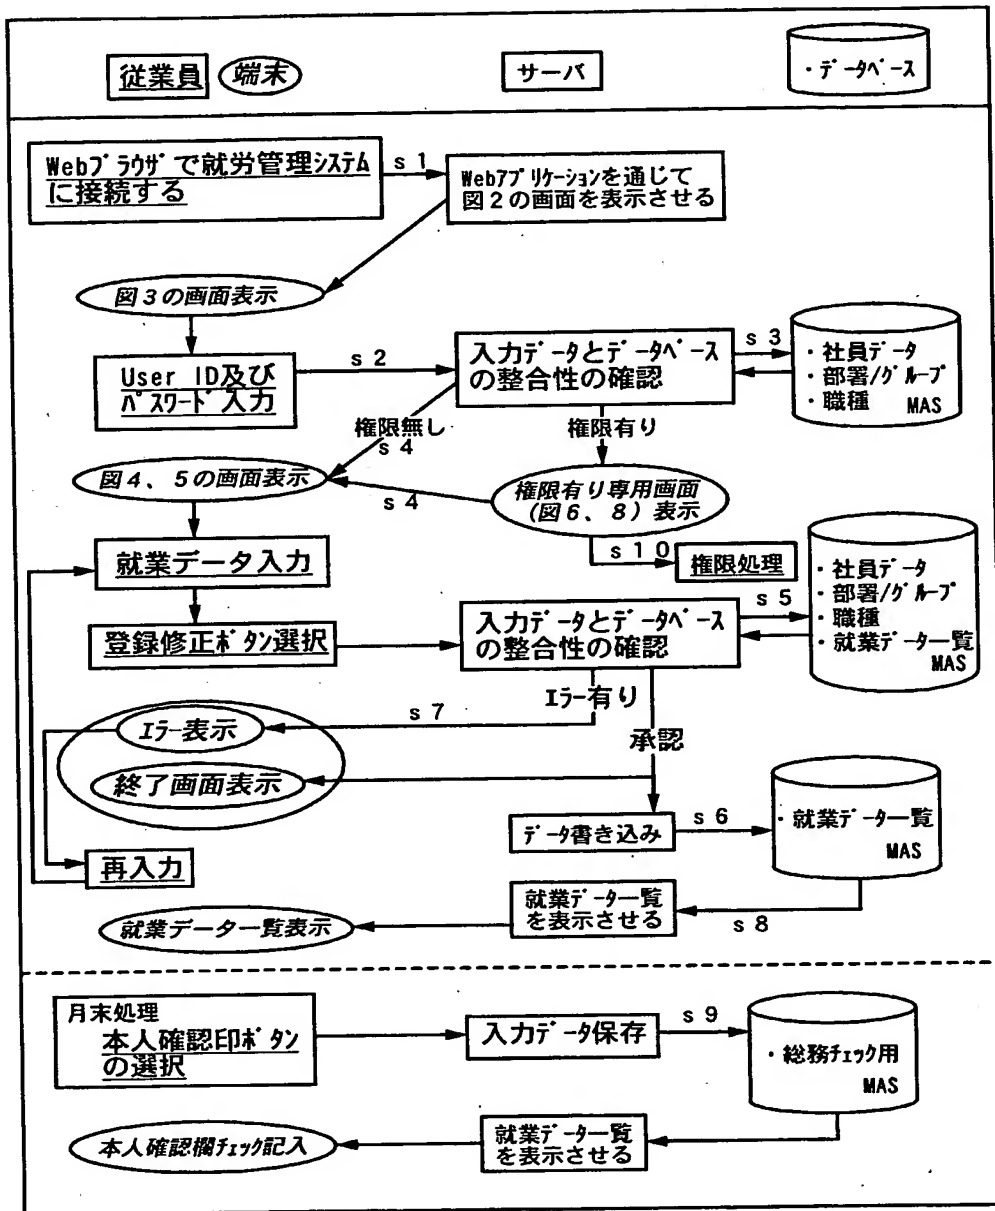 従業員
端末
サーバ
・データベース
Webブラウザで就労管理システム
に接続する
s1
Webアプリケーションを通じて
図2の画面を表示させる
図3の画面表示
User ID及び
パスワード入力
s2
入力データとデータベース
の整合性の確認
s3
・社員データ
・部署/グループ
・職種 MAS
権限無し
s4
権限有り
図4、5の画面表示
s4
権限有り専用画面
(図6、8)表示
s10
権限処理
就業データ入力
登録修正ボタン選択
入力データとデータベース
の整合性の確認
s5
・社員データ
・部署/グループ
・職種
・就業データ一覧
MAS
エラー有り
s7
エラー表示
承認
終了画面表示
データ書き込み
s6
・就業データ一覧
MAS
再入力
就業データ一覧
を表示させる
s8
就業データ一覧表示
月末処理
本人確認印ボタン
の選択
入力データ保存
s9
・総務チェック用
MAS
就業データ一覧
を表示させる
本人確認欄チェック記入